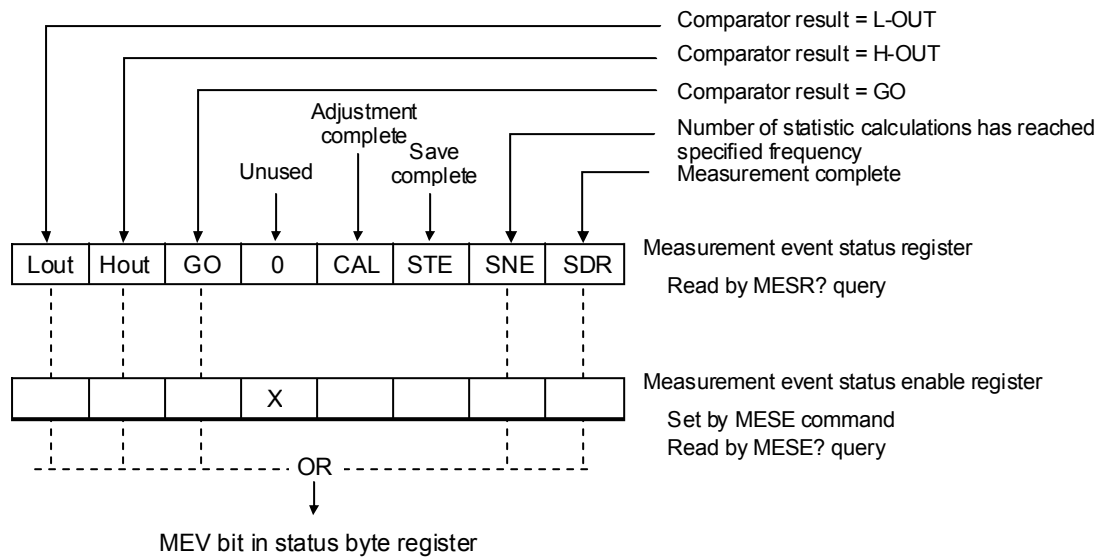 Comparator result = L-OUT
Comparator result = H-OUT
Comparator result = GO
Adjustment
complete
Number of statistic calculations has reached
specified frequency
Save
complete
Unused
Measurement complete
Lout Hout GO 0 CAL STE SNE SDR
Measurement event status register
Read by MESR? query
X
Measurement event status enable register
Set by MESE command
Read by MESE? query
OR
MEV bit in status byte register